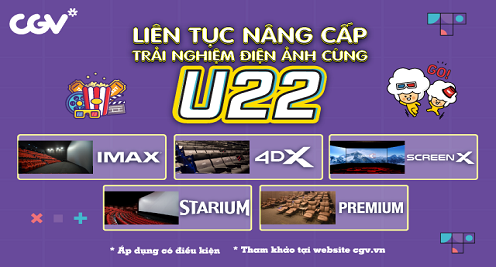 CGV
LIÊN TỤC NÂNG CẤP
TRẢI NGHIỆM ĐIỆN ẢNH CÙNG
U22
GO!
IMAX
4DX
SCREENX
STARIUM
PREMIUM
* Áp dụng có điều kiện * Tham khảo tại website cgv.vn